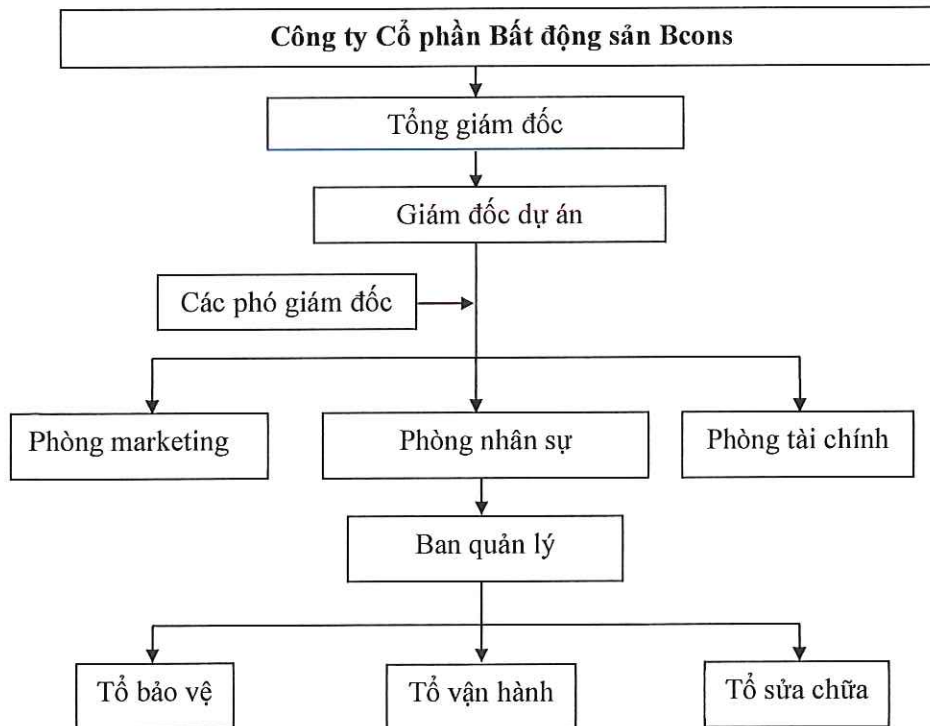 Công ty Cổ phần Bất động sản Bcons
Tổng giám đốc
Giám đốc dự án
Các phó giám đốc
Phòng marketing
Phòng nhân sự
Phòng tài chính
Ban quản lý
Tổ bảo vệ
Tổ vận hành
Tổ sửa chữa